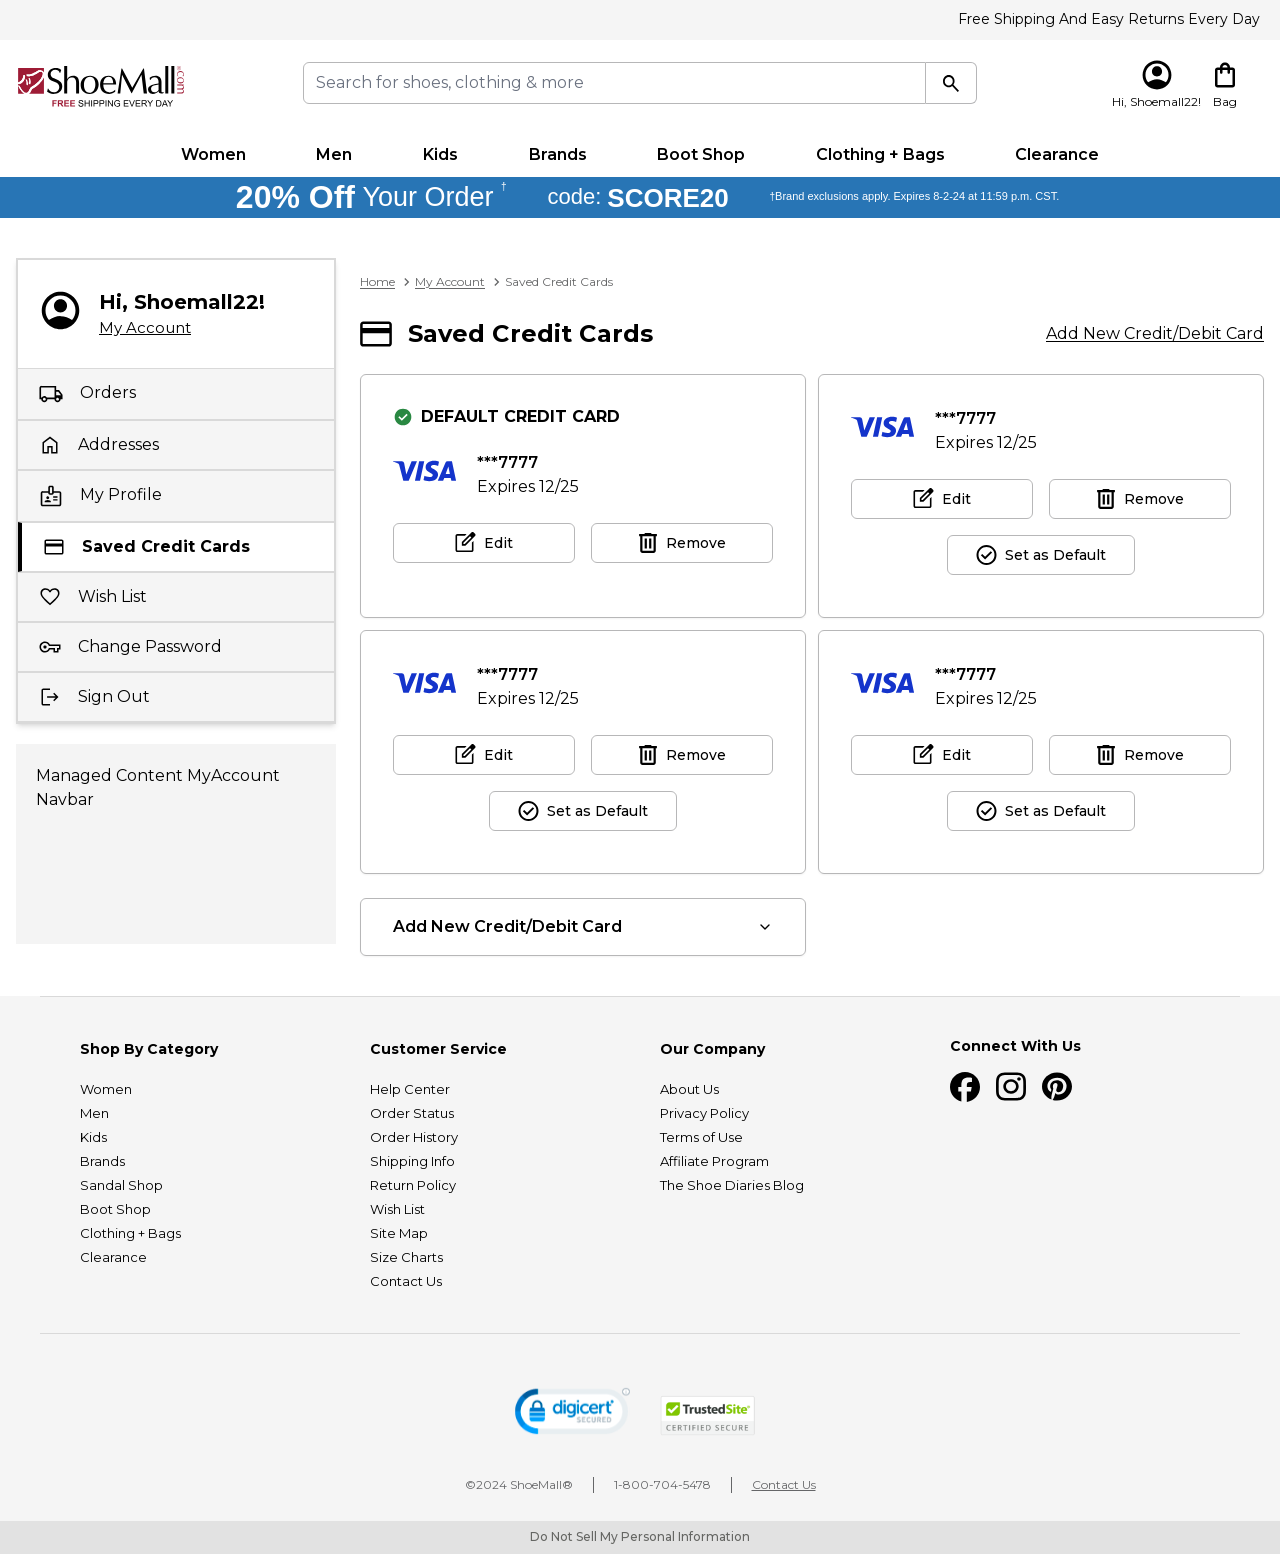 Free Shipping And Easy Returns Every Day
ShoeMall.com
FREE SHIPPING EVERY DAY
Search for shoes, clothing & more
Hi, Shoemall22!
Bag
Women Men Kids Brands Boot Shop Clothing + Bags Clearance
20% Off Your Order † code: SCORE20 †Brand exclusions apply. Expires 8-2-24 at 11:59 p.m. CST.
Hi, Shoemall22!
My Account
Orders
Addresses
My Profile
Saved Credit Cards
Wish List
Change Password
Sign Out
Managed Content MyAccount
Navbar
Home My Account Saved Credit Cards
Saved Credit Cards
Add New Credit/Debit Card
DEFAULT CREDIT CARD
VISA
***7777
Expires 12/25
Edit
Remove
VISA
***7777
Expires 12/25
Edit
Remove
Set as Default
VISA
***7777
Expires 12/25
Edit
Remove
Set as Default
VISA
***7777
Expires 12/25
Edit
Remove
Set as Default
Add New Credit/Debit Card
Shop By Category
Women
Men
Kids
Brands
Sandal Shop
Boot Shop
Clothing + Bags
Clearance
Customer Service
Help Center
Order Status
Order History
Shipping Info
Return Policy
Wish List
Site Map
Size Charts
Contact Us
Our Company
About Us
Privacy Policy
Terms of Use
Affiliate Program
The Shoe Diaries Blog
Connect With Us
digicert
SECURED
TrustedSite
CERTIFIED SECURE
©2024 ShoeMall® 1-800-704-5478 Contact Us
Do Not Sell My Personal Information